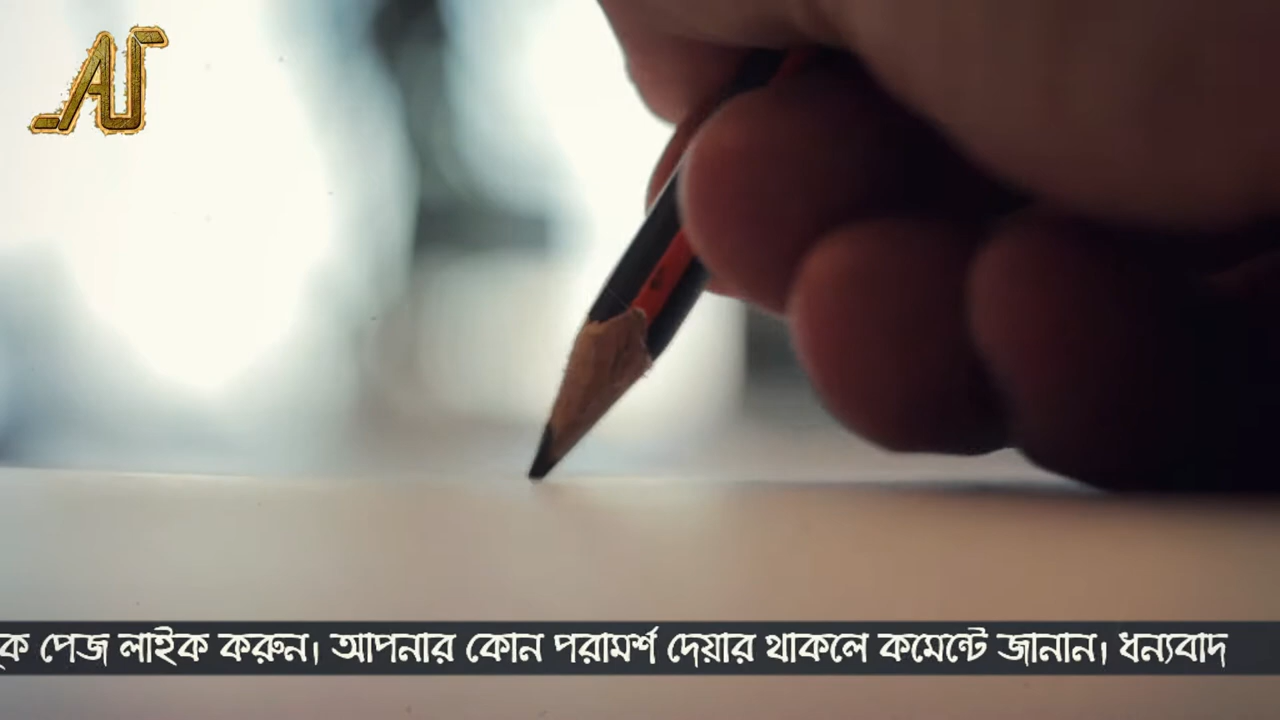 AJ
পেজ লাইক করুন। আপনার কোন পরামর্শ দেয়ার থাকলে কমেন্টে জানান। ধন্যবাদ